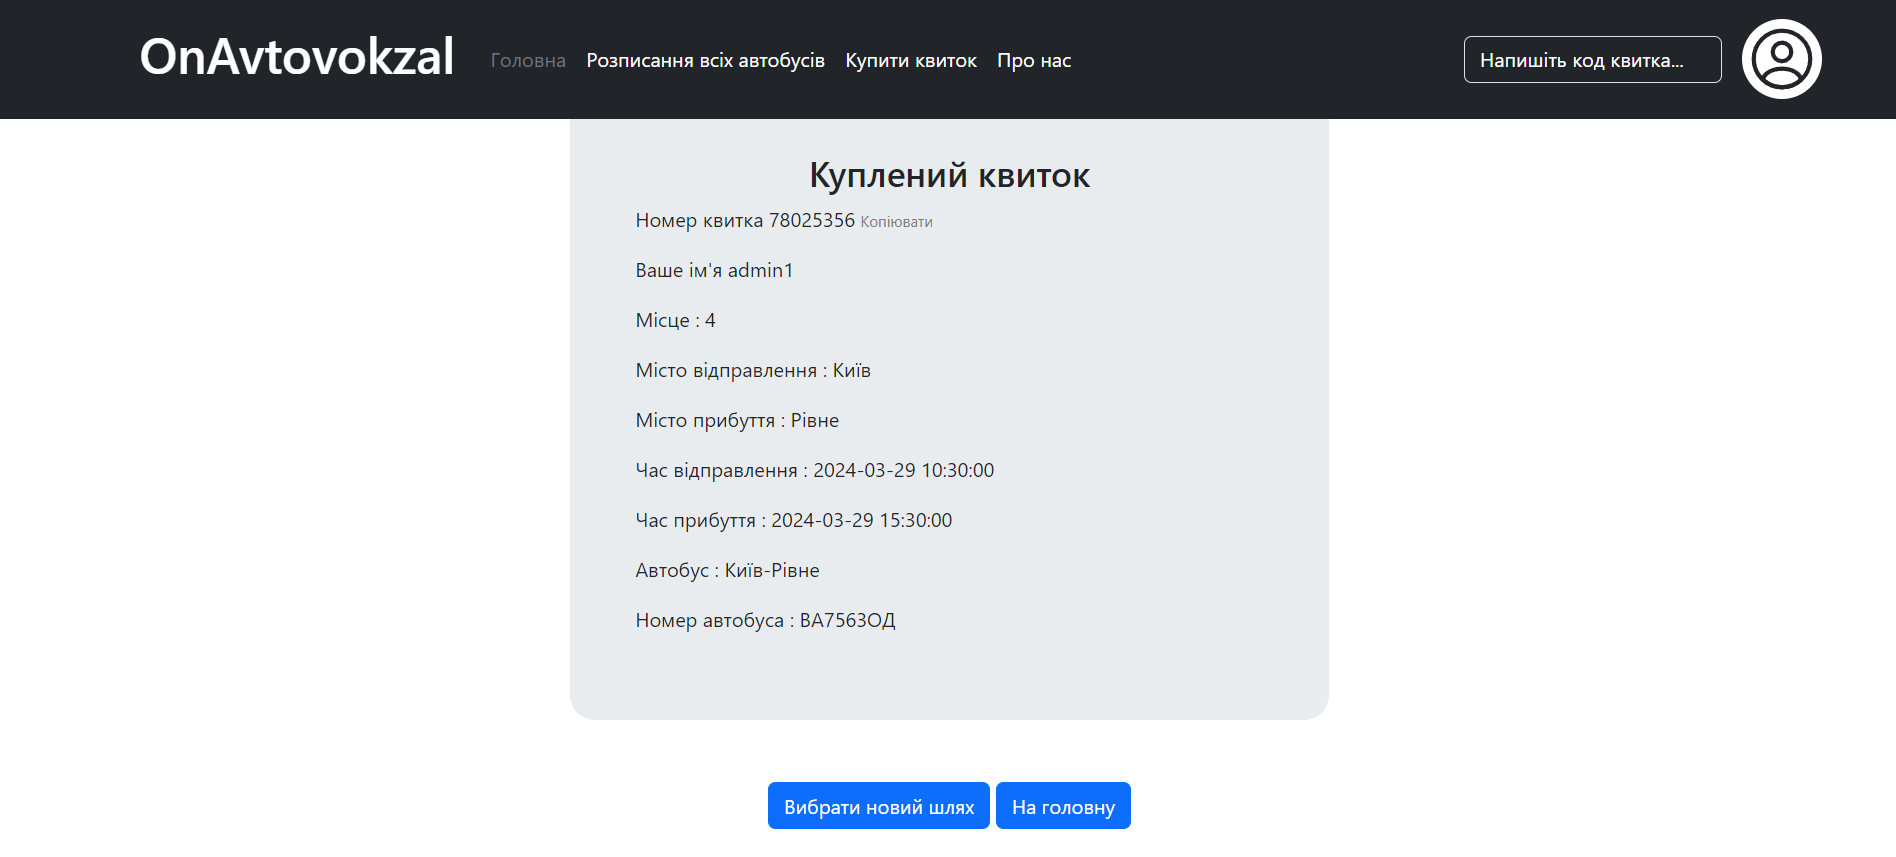 OnAvtovokzal
Головна Розписання всіх автобусів Купити квиток Про нас
Напишіть код квитка...
Куплений квиток
Номер квитка 78025356 Копіювати
Ваше ім'я admin1
Місце : 4
Місто відправлення : Київ
Місто прибуття : Рівне
Час відправлення : 2024-03-29 10:30:00
Час прибуття : 2024-03-29 15:30:00
Автобус : Київ-Рівне
Номер автобуса : ВА7563ОД
Вибрати новий шлях На головну